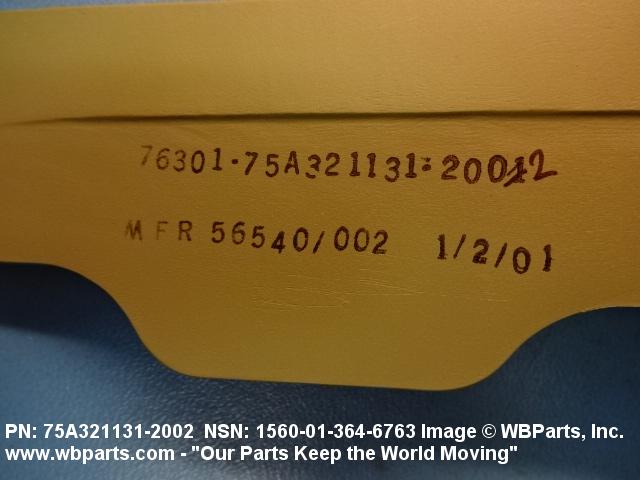 76301-75A321131-2002
MFR 56540/002 1/2/01
PN: 75A321131-2002 NSN: 1560-01-364-6763 Image © WBParts, Inc.
www.wbparts.com - "Our Parts Keep the World Moving"